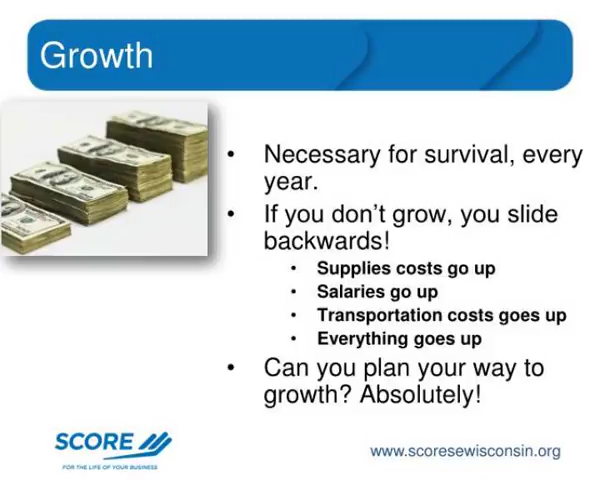 Growth
• Necessary for survival, every
year.
• If you don't grow, you slide
backwards!
• Supplies costs go up
• Salaries go up
• Transportation costs goes up
• Everything goes up
• Can you plan your way to
growth? Absolutely!
SCORE
FOR THE LIFE OF YOUR BUSINESS
www.scoresewisconsin.org